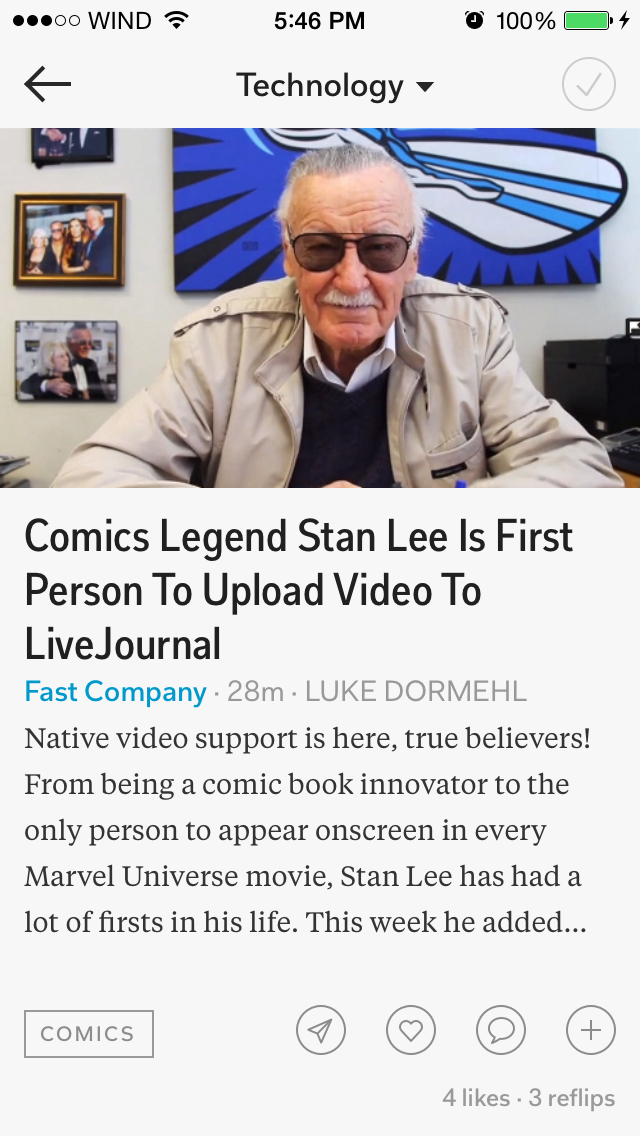 WIND 5:46 PM 100%
Technology
Comics Legend Stan Lee Is First
Person To Upload Video To
LiveJournal
Fast Company · 28m · LUKE DORMEHL
Native video support is here, true believers!
From being a comic book innovator to the
only person to appear onscreen in every
Marvel Universe movie, Stan Lee has had a
lot of firsts in his life. This week he added...
COMICS
4 likes · 3 reflips